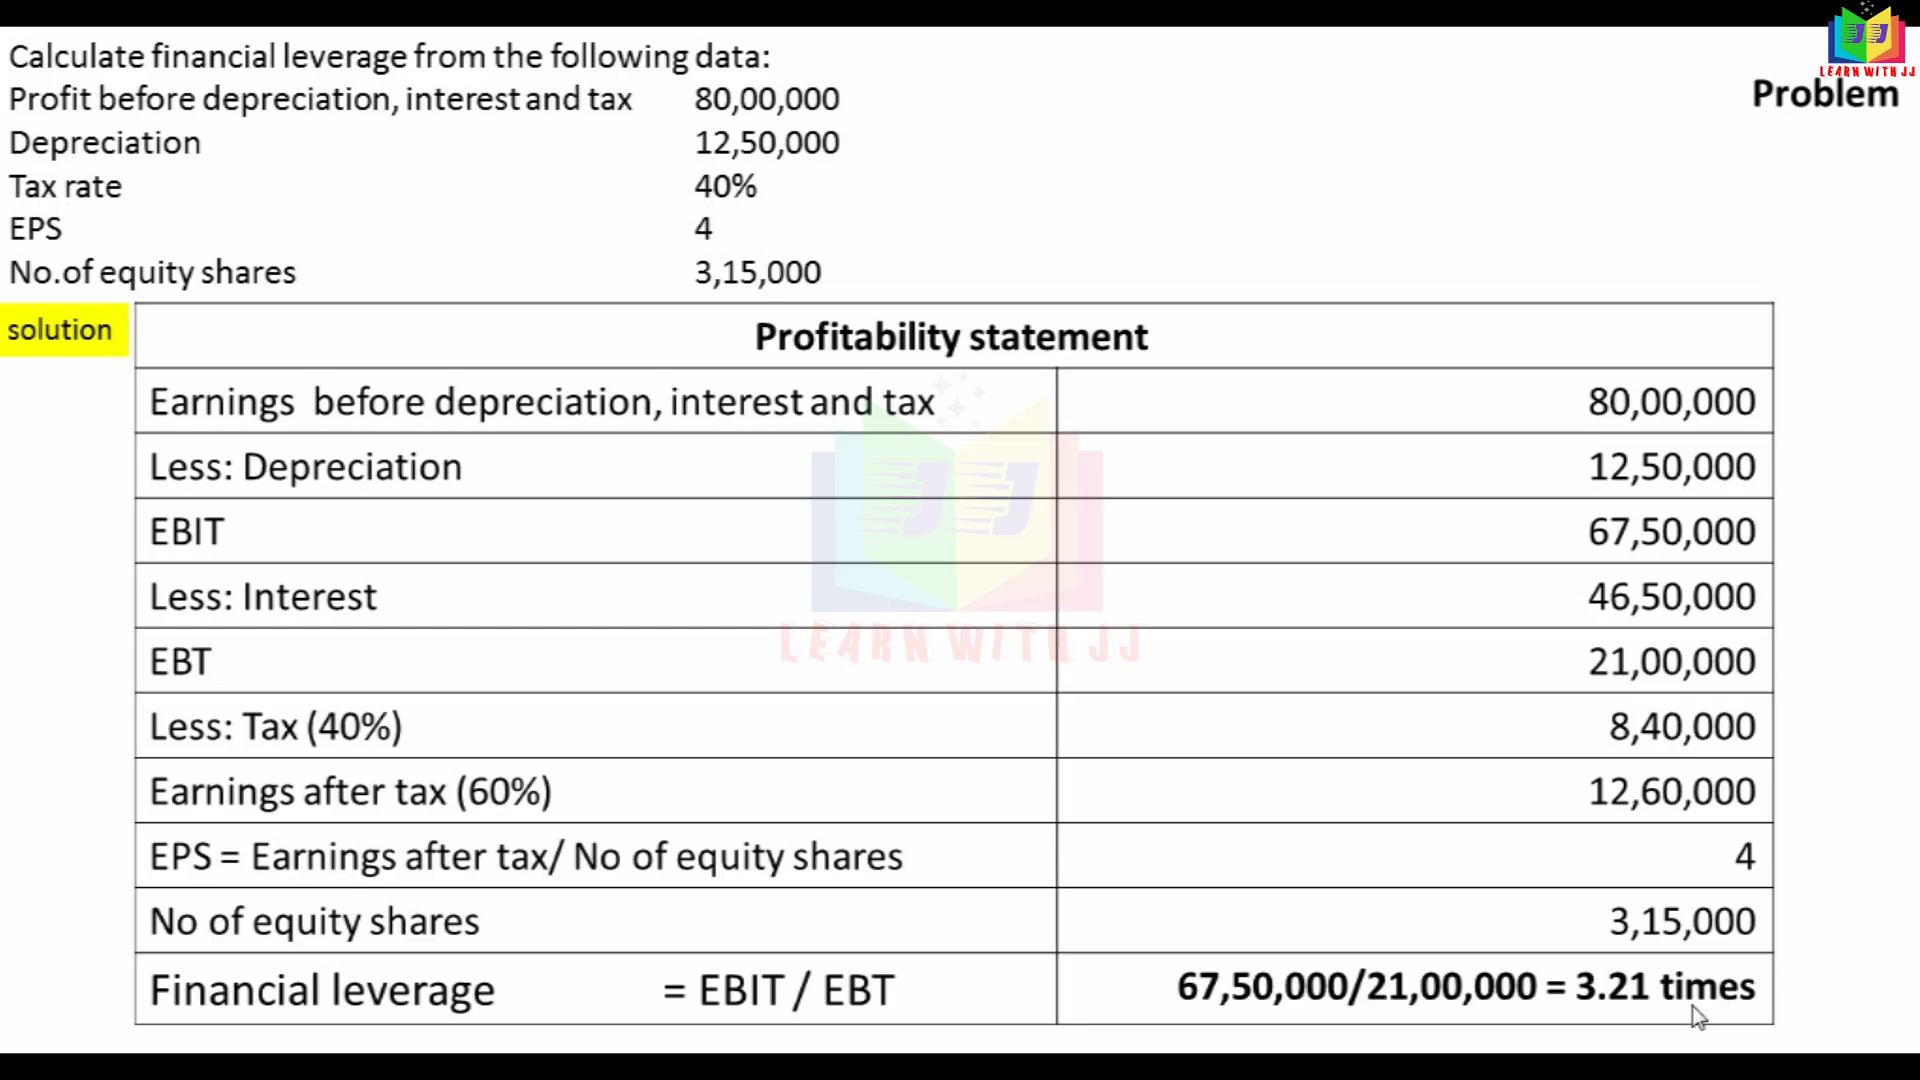 LEARN WITH JJ
Problem
Calculate financial leverage from the following data:
Profit before depreciation, interest and tax 80,00,000
Depreciation 12,50,000
Tax rate 40%
EPS 4
No.of equity shares 3,15,000
solution
Profitability statement
Earnings before depreciation, interest and tax 80,00,000
Less: Depreciation 12,50,000
EBIT 67,50,000
Less: Interest 46,50,000
EBT 21,00,000
Less: Tax (40%) 8,40,000
Earnings after tax (60%) 12,60,000
EPS = Earnings after tax/ No of equity shares 4
No of equity shares 3,15,000
Financial leverage = EBIT / EBT 67,50,000/21,00,000 = 3.21 times
JJ
LEARN WITH JJ